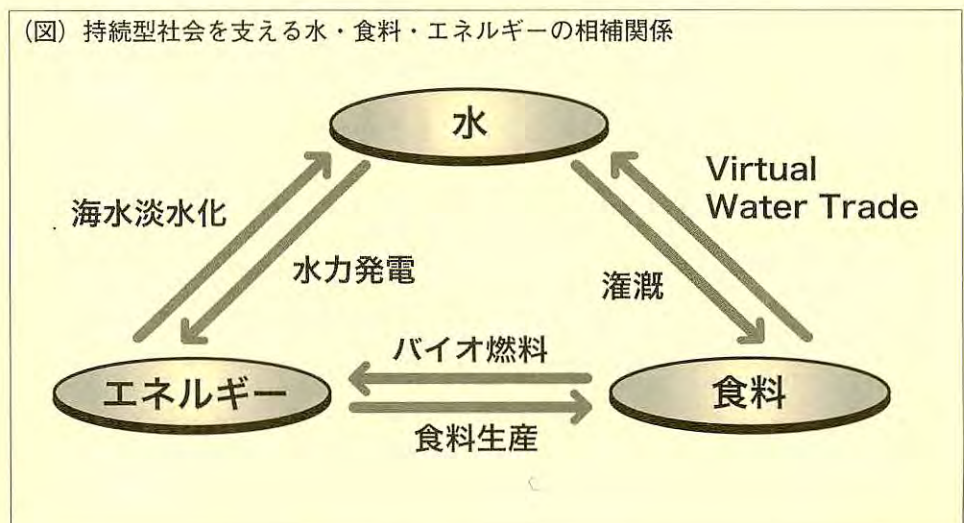 （図）持続型社会を支える水・食料・エネルギーの相補関係
水
Virtual
Water Trade
海水淡水化
水力発電
灌漑
バイオ燃料
エネルギー
食料
食料生産